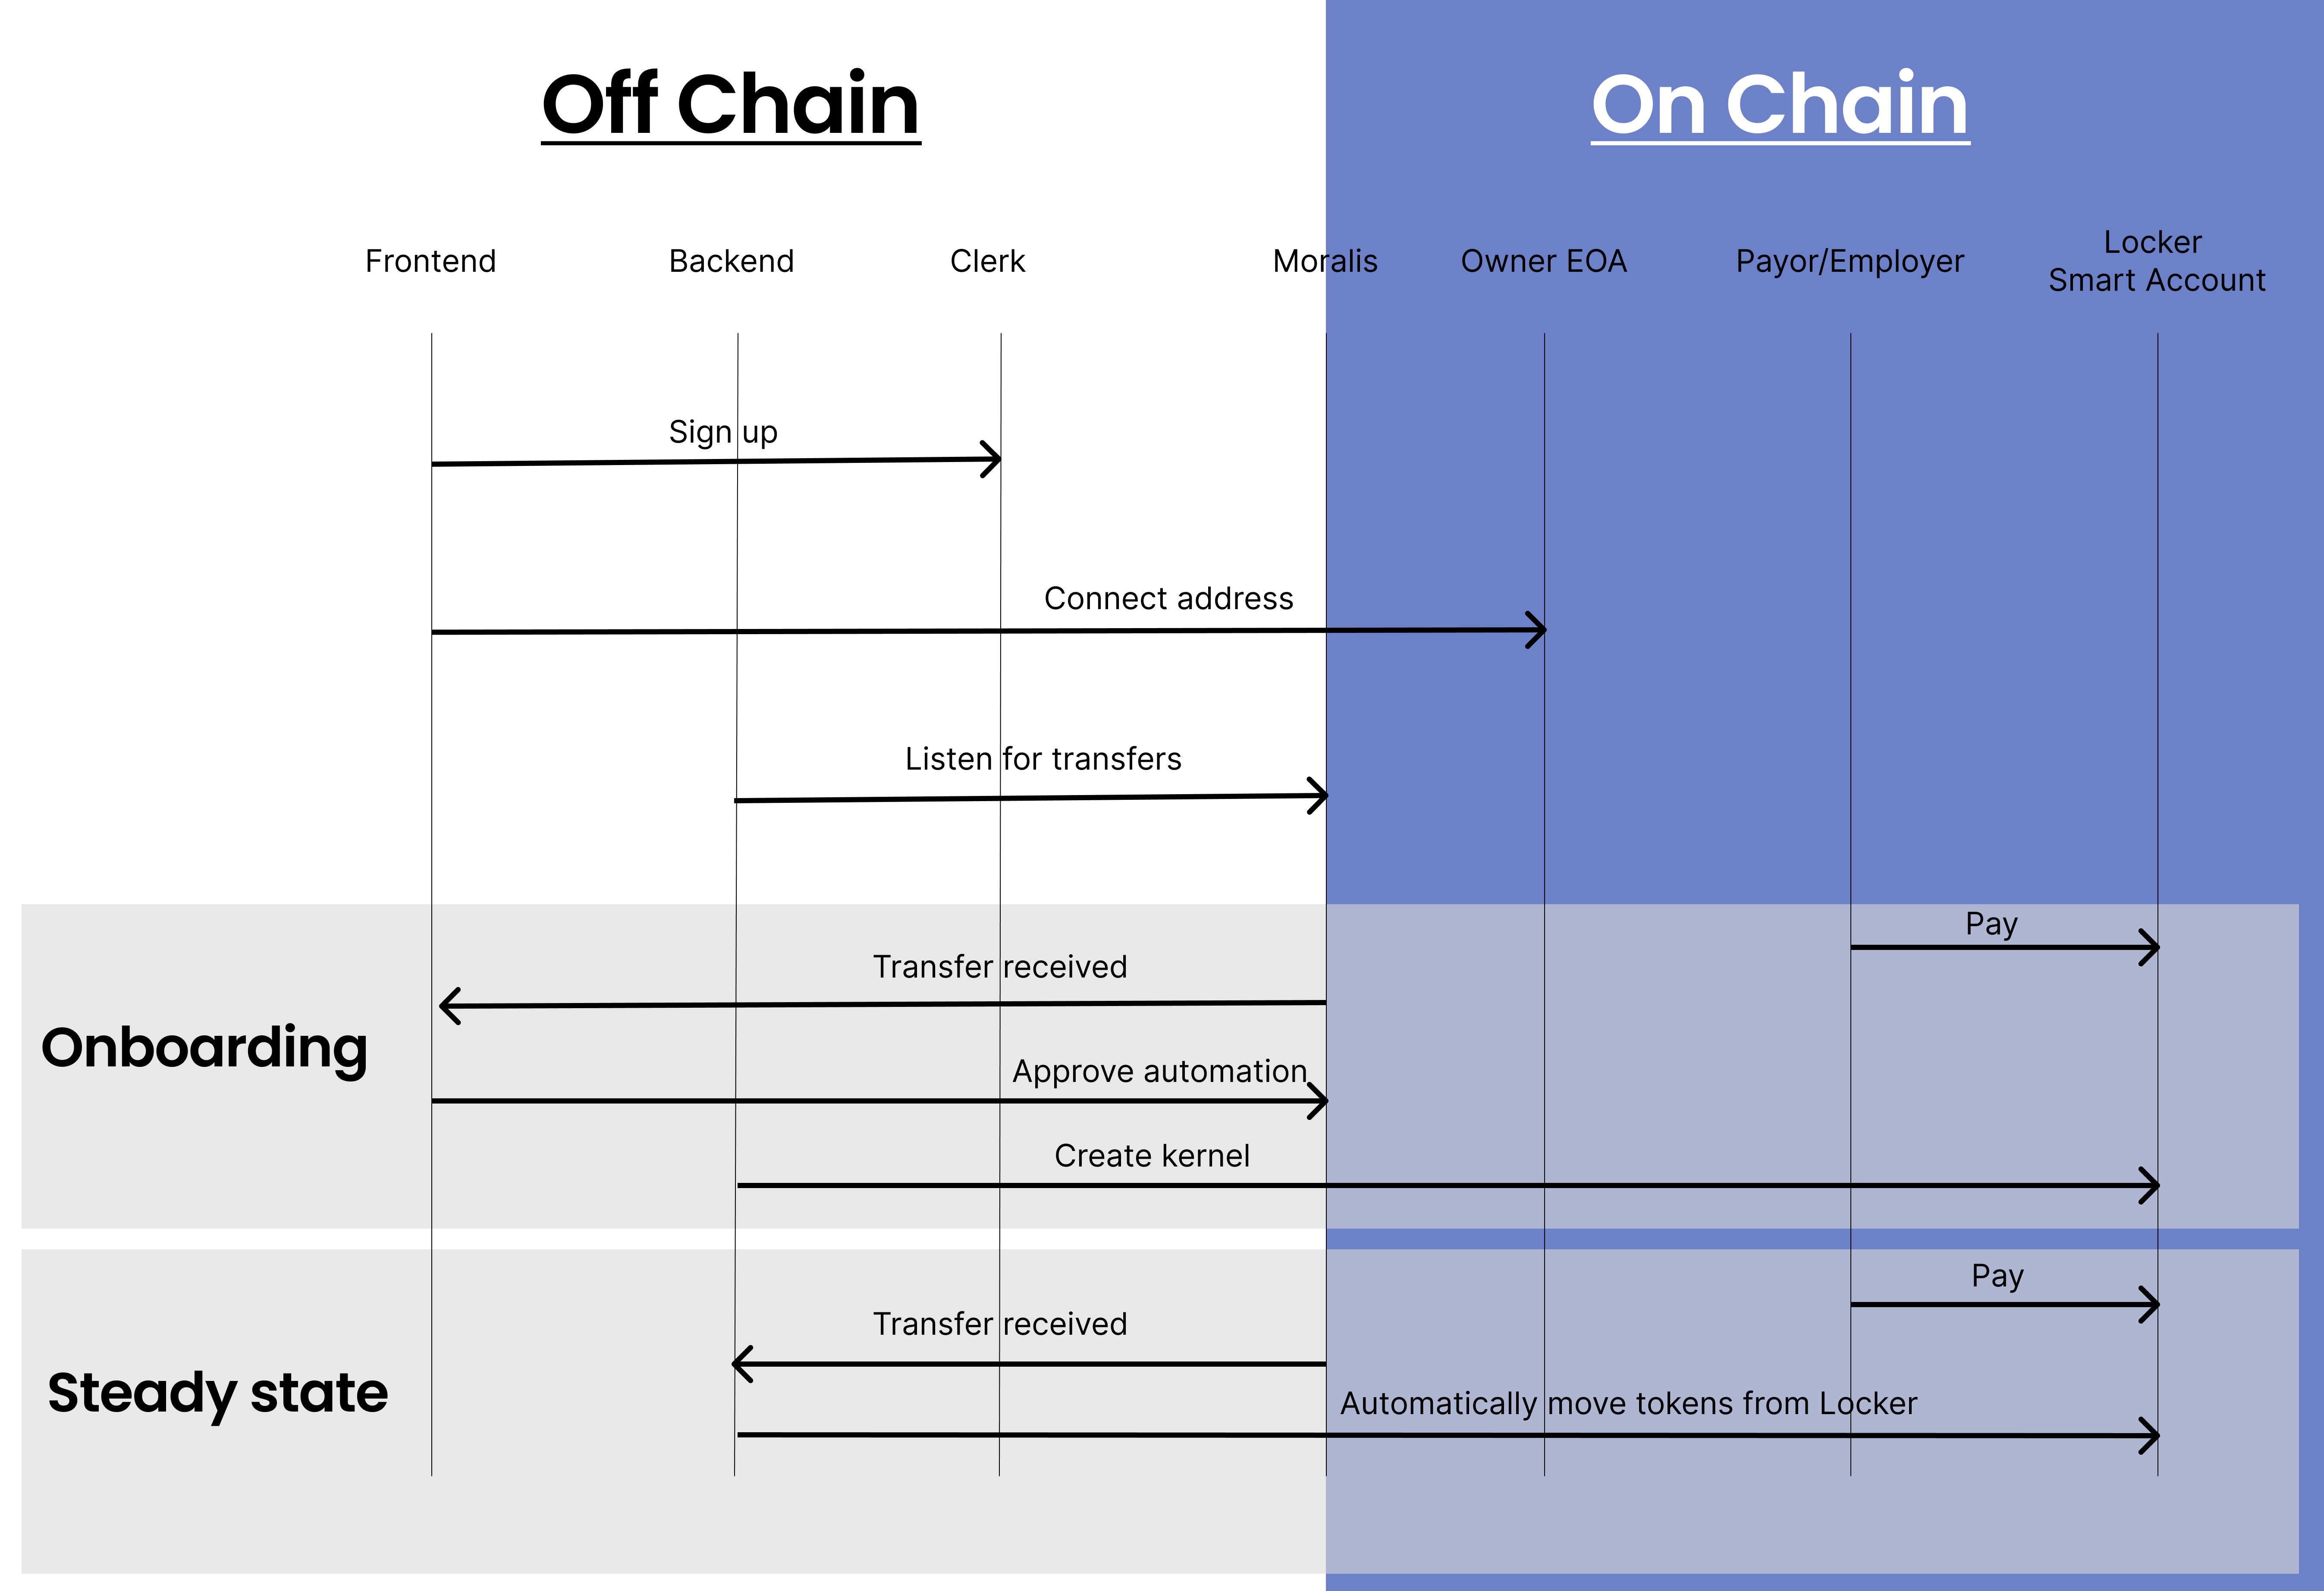 Off Chain
On Chain
Frontend
Backend
Clerk
Moralis
Owner EOA
Payor/Employer
Locker
Smart Account
Sign up
Connect address
Listen for transfers
Pay
Transfer received
Onboarding
Approve automation
Create kernel
Pay
Transfer received
Steady state
Automatically move tokens from Locker